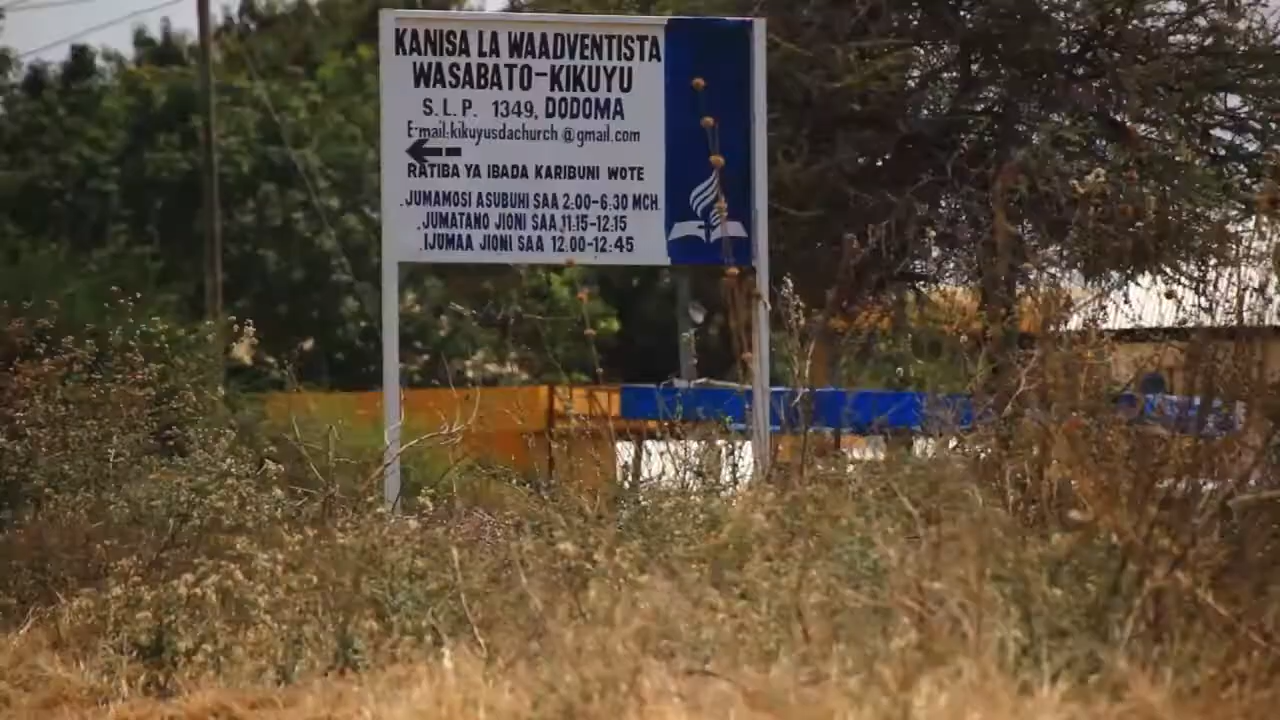 KANISA LA WAADVENTISTA
WASABATO-KIKUYU
S.L.P. 1349, DODOMA
E-mail:kikuyusdachurch@gmail.com
RATIBA YA IBADA KARIBUNI WOTE
.JUMAMOSI ASUBUHI SAA 2:00-6.30 MCH
.JUMATANO JIONI SAA 11:15-12:15
.IJUMAA JIONI SAA 12.00-12:45